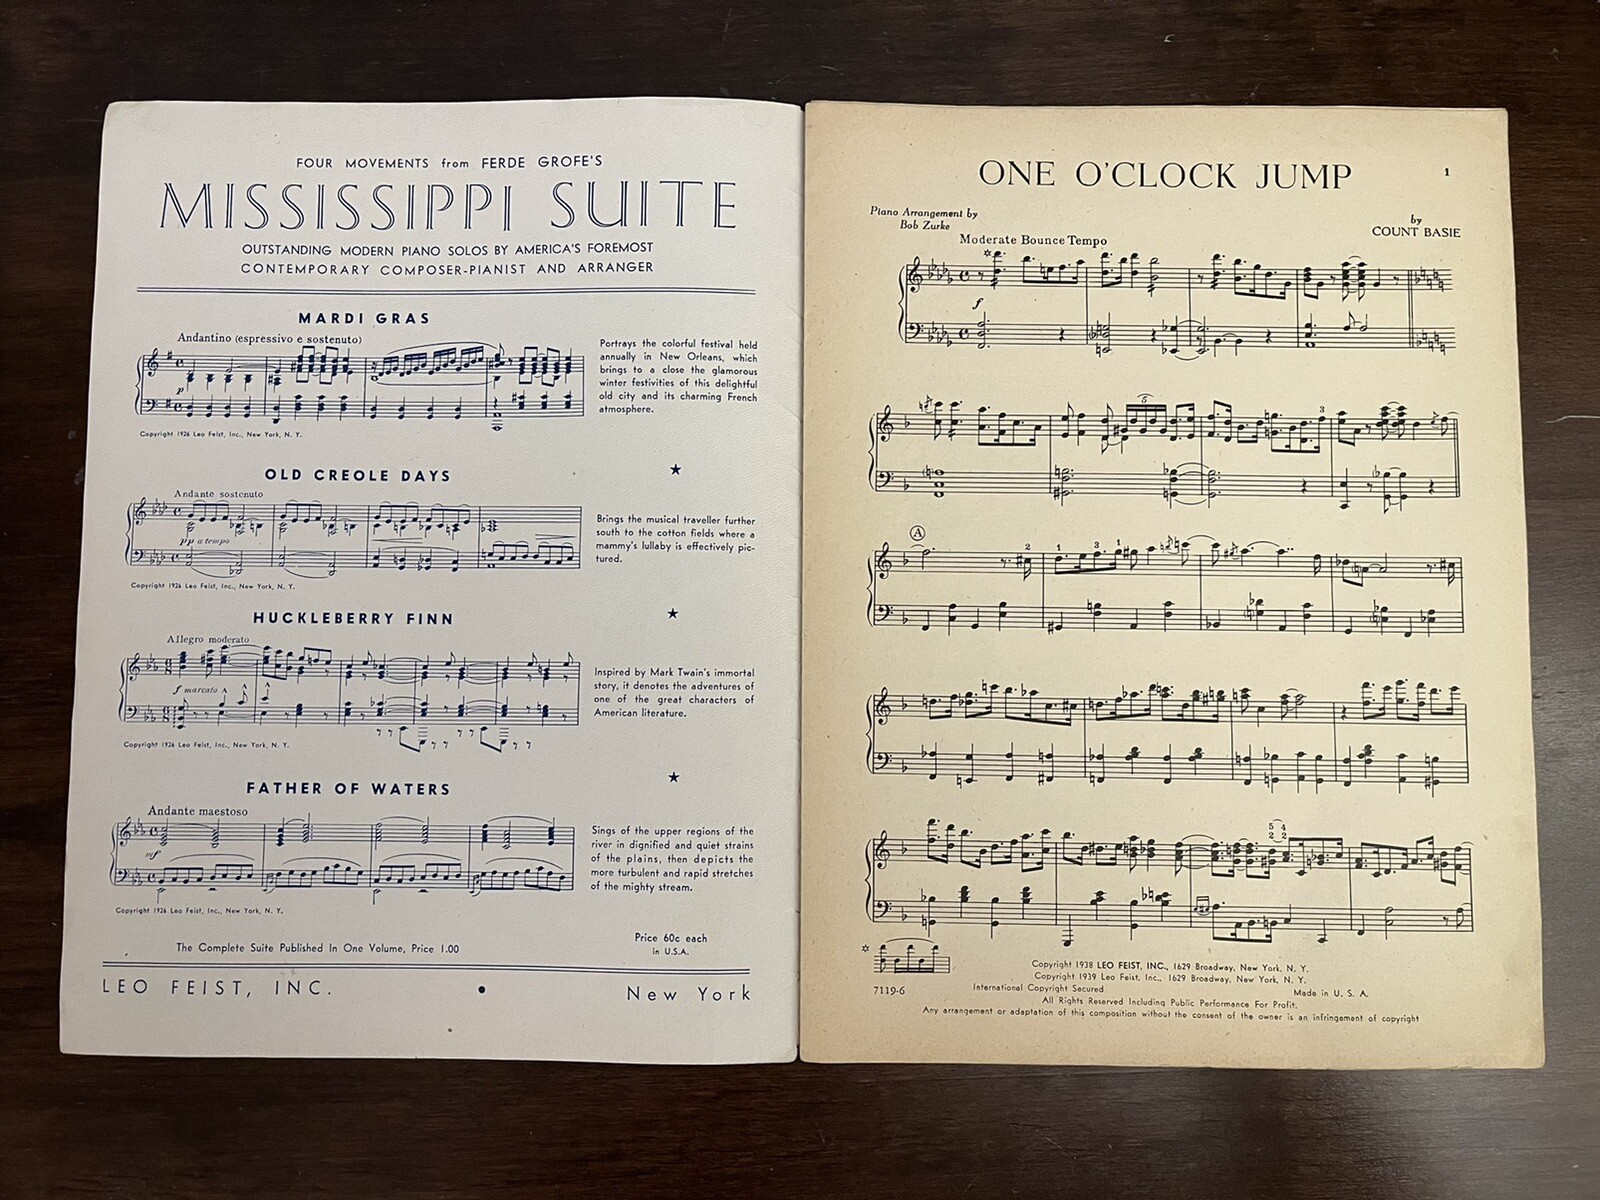 FOUR MOVEMENTS from FERDE GROFE'S
MISSISSIPPI SUITE
OUTSTANDING MODERN PIANO SOLOS BY AMERICA'S FOREMOST
CONTEMPORARY COMPOSER-PIANIST AND ARRANGER
MARDI GRAS
Andantino (espressivo e sostenuto)
p
Copyright 1926 Leo Feist, Inc., New York, N. Y.
Portrays the colorful festival held
annually in New Orleans, which
brings to a close the glamorous
winter festivities of this delightful
old city and its charming French
atmosphere.
OLD CREOLE DAYS
Andante sostenuto
pp a tempo
Copyright 1926 Leo Feist, Inc., New York, N. Y.
Brings the musical traveller further
south to the cotton fields where a
mammy's lullaby is effectively pic-
tured.
HUCKLEBERRY FINN
Allegro moderato
f marcato
Copyright 1926 Leo Feist, Inc., New York, N. Y.
Inspired by Mark Twain's immortal
story, it denotes the adventures of
one of the great characters of
American literature.
FATHER OF WATERS
Andante maestoso
mf
Copyright 1926 Leo Feist, Inc., New York, N. Y.
Sings of the upper regions of the
river in dignified and quiet strains
of the plains, then depicts the
more turbulent and rapid stretches
of the mighty stream.
The Complete Suite Published In One Volume, Price 1.00
Price 60c each
in U.S.A.
LEO FEIST, INC. • New York
ONE O'CLOCK JUMP
1
Piano Arrangement by
Bob Zurke
by
COUNT BASIE
Moderate Bounce Tempo
f
6
3
A
2 1 3 1
5 4
2 2
Copyright 1938 LEO FEIST, INC., 1629 Broadway, New York, N. Y.
Copyright 1939 Leo Feist, Inc., 1629 Broadway, New York, N. Y.
7119-6 International Copyright Secured Made in U. S. A.
All Rights Reserved Including Public Performance For Profit.
Any arrangement or adaptation of this composition without the consent of the owner is an infringement of copyright